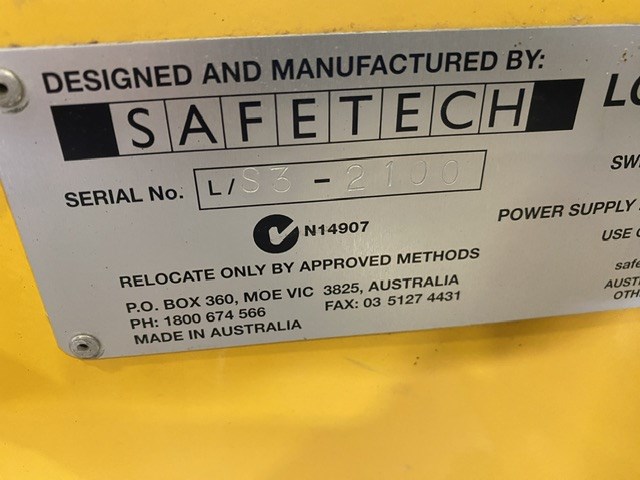 DESIGNED AND MANUFACTURED BY:
SAFETECH
SERIAL No. L/S3-2100
N14907
RELOCATE ONLY BY APPROVED METHODS
P.O. BOX 360, MOE VIC 3825, AUSTRALIA
PH: 1800 674 566 FAX: 03 5127 4431
MADE IN AUSTRALIA
POWER SUPPLY
USE